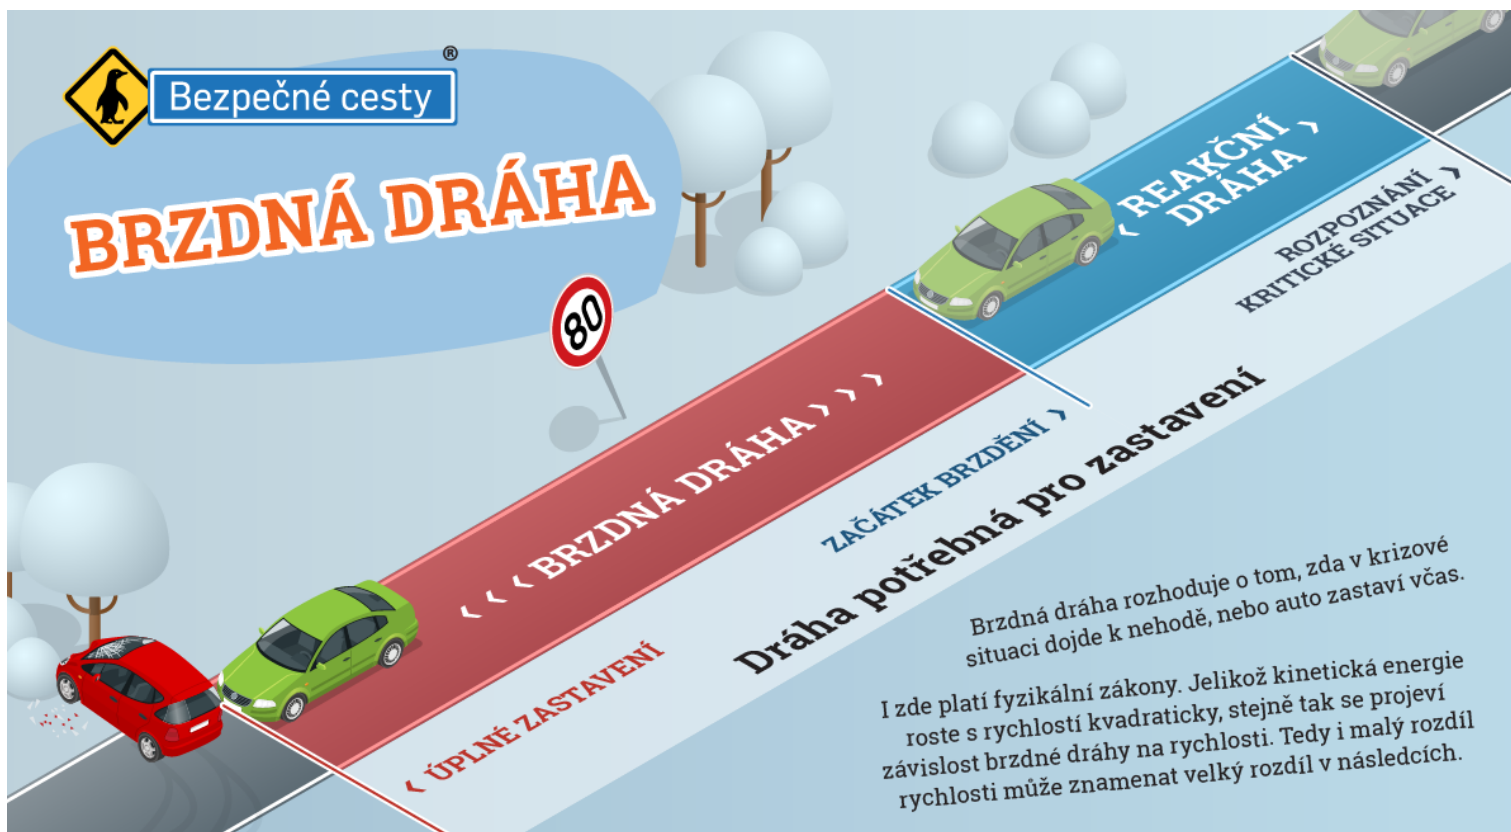 ®
Bezpečné cesty
BRZDNÁ DRÁHA
80
‹ REAKČNÍ
DRÁHA ›
ROZPOZNÁNÍ ›
KRITICKÉ SITUACE
‹ ‹ ‹ BRZDNÁ DRÁHA › › ›
ZAČÁTEK BRZDĚNÍ ›
‹ ÚPLNÉ ZASTAVENÍ
Dráha potřebná pro zastavení
Brzdná dráha rozhoduje o tom, zda v krizové
situaci dojde k nehodě, nebo auto zastaví včas.
I zde platí fyzikální zákony. Jelikož kinetická energie
roste s rychlostí kvadraticky, stejně tak se projeví
závislost brzdné dráhy na rychlosti. Tedy i malý rozdíl
rychlosti může znamenat velký rozdíl v následcích.